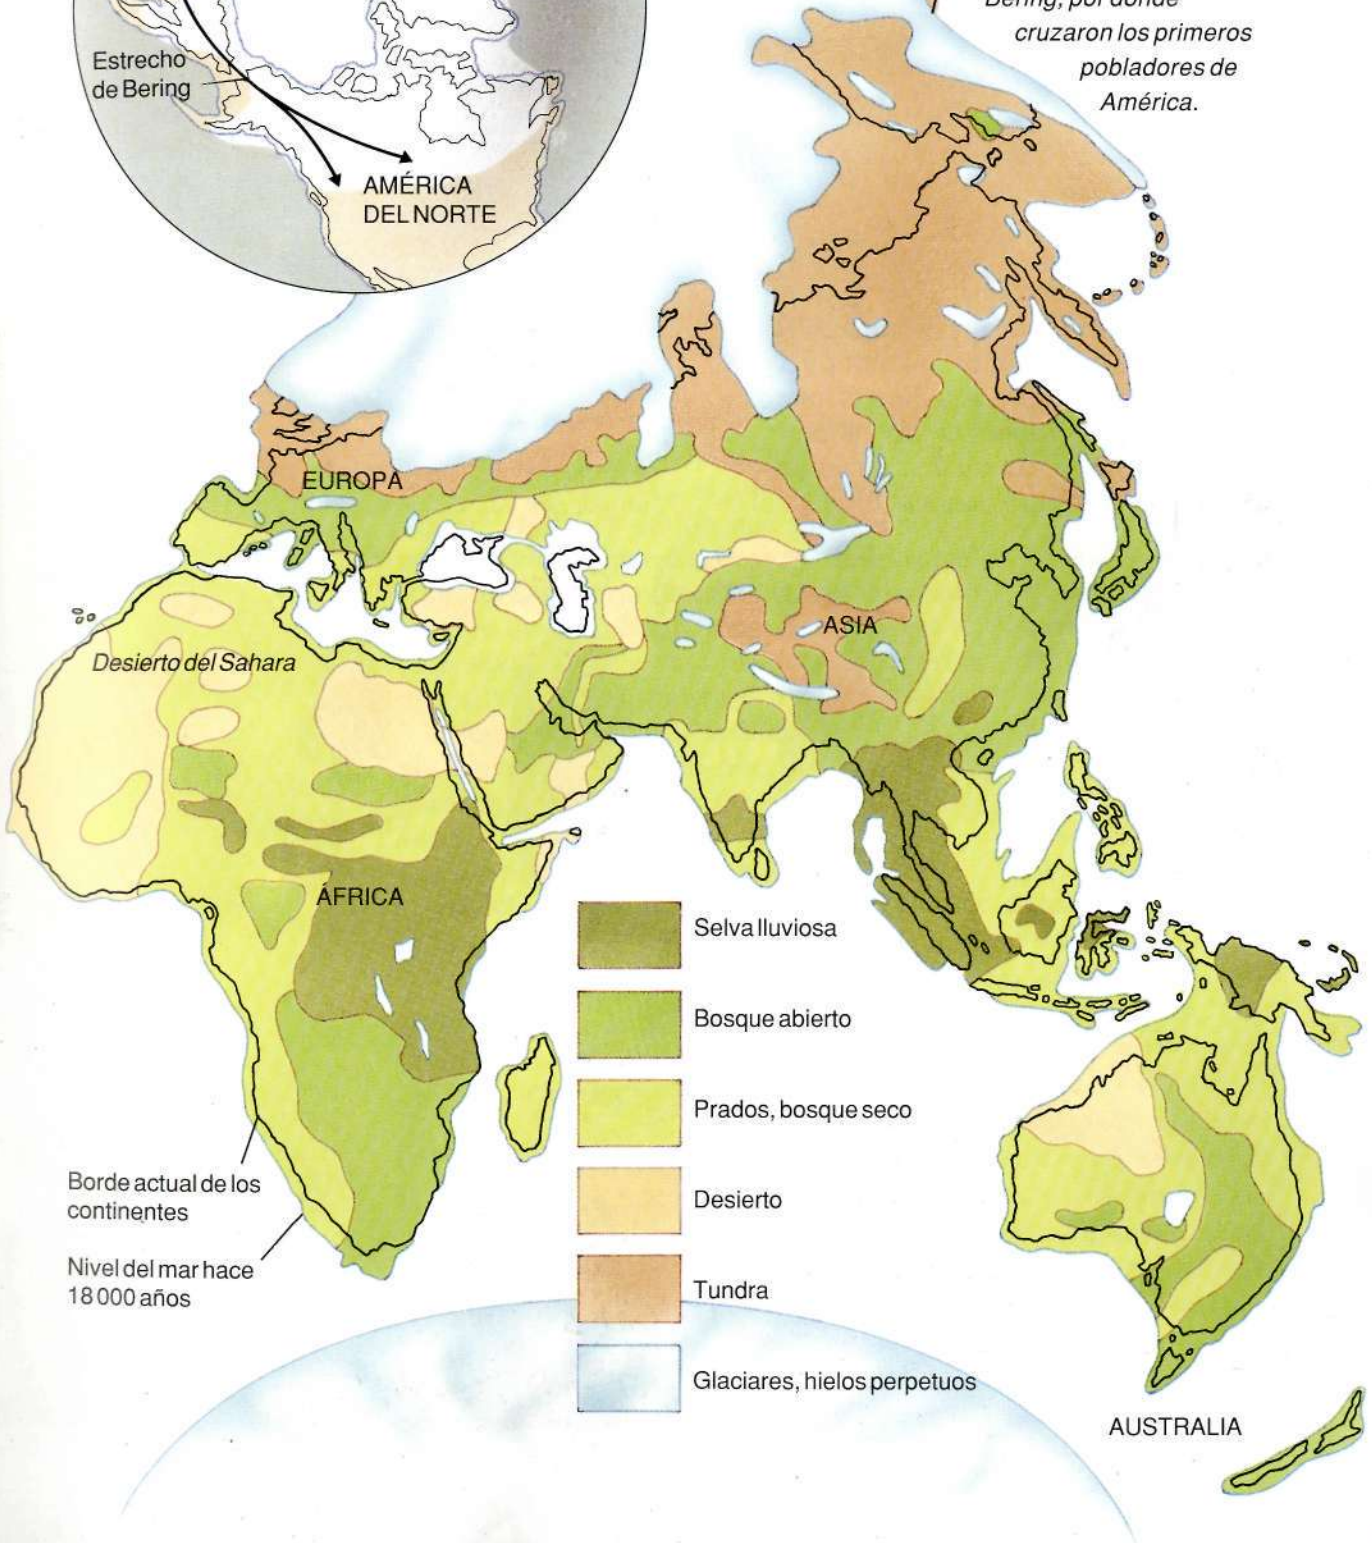 Bering, por donde
cruzaron los primeros
pobladores de
América.
Estrecho
de Bering
AMÉRICA
DEL NORTE
EUROPA
ASIA
Desierto del Sahara
ÁFRICA
Selva lluviosa
Bosque abierto
Prados, bosque seco
Desierto
Tundra
Glaciares, hielos perpetuos
Borde actual de los
continentes
Nivel del mar hace
18 000 años
AUSTRALIA